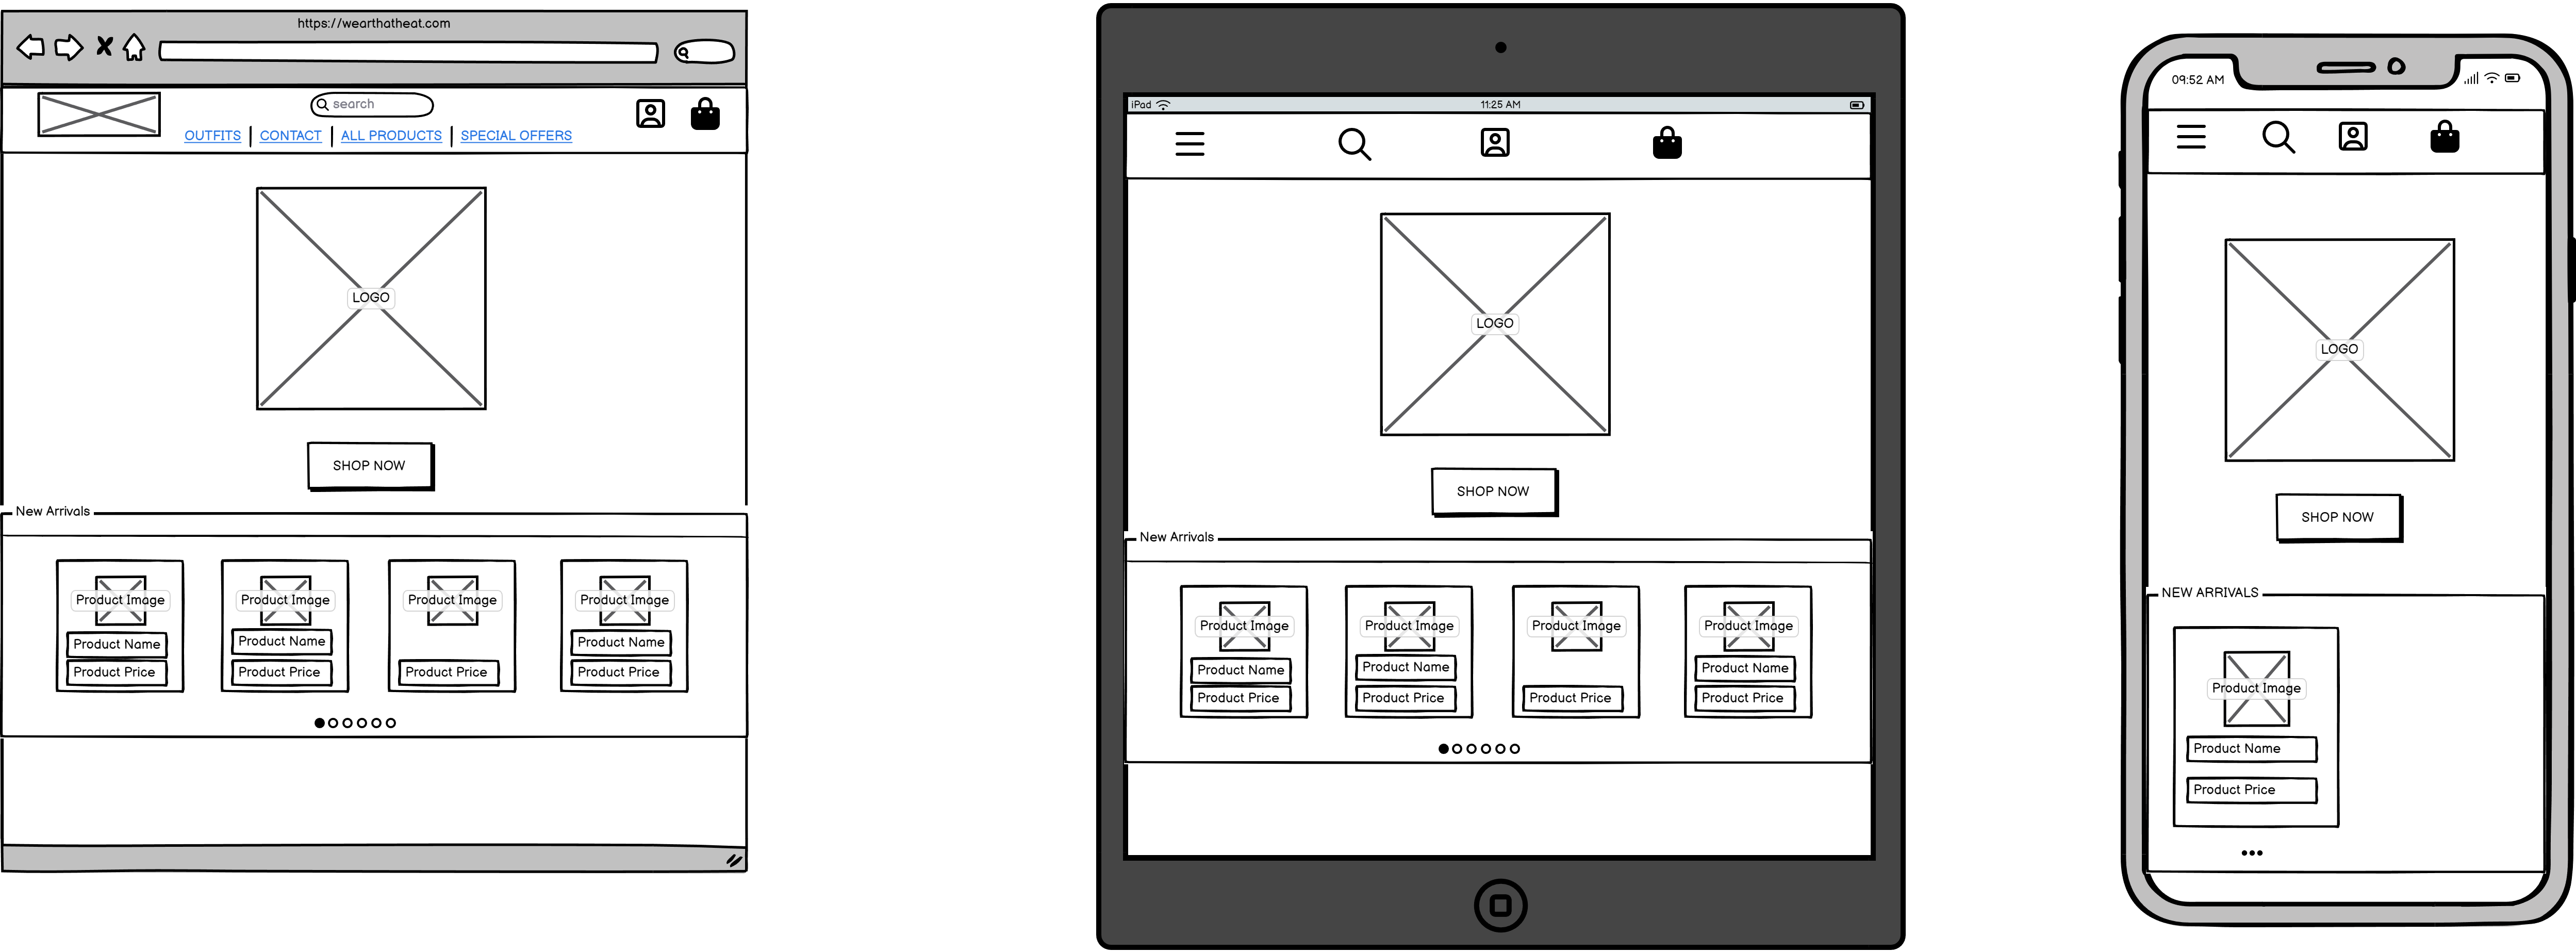 https://wearthatheat.com
search
OUTFITS | CONTACT | ALL PRODUCTS | SPECIAL OFFERS
LOGO
SHOP NOW
New Arrivals
Product Image Product Image Product Image Product Image
Product Name Product Name Product Name
Product Price Product Price Product Price Product Price
iPad 11:25 AM
LOGO
SHOP NOW
New Arrivals
Product Image Product Image Product Image Product Image
Product Name Product Name Product Name
Product Price Product Price Product Price Product Price
09:52 AM
LOGO
SHOP NOW
NEW ARRIVALS
Product Image
Product Name
Product Price